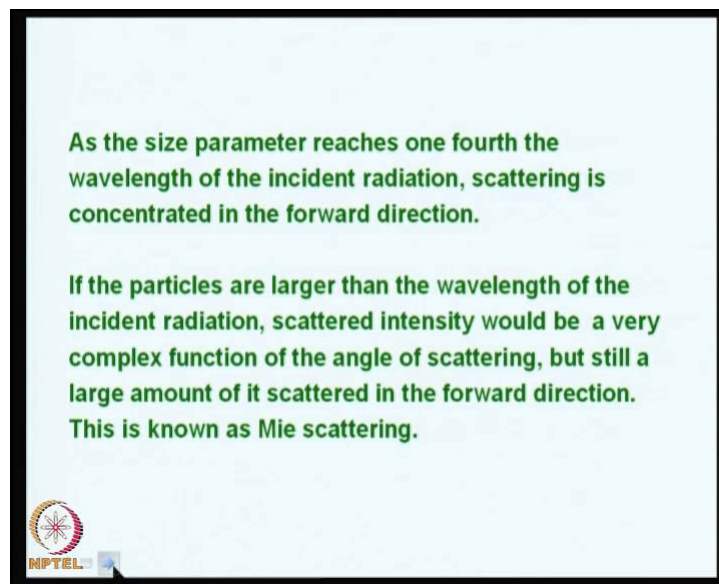 As the size parameter reaches one fourth the
wavelength of the incident radiation, scattering is
concentrated in the forward direction.
If the particles are larger than the wavelength of the
incident radiation, scattered intensity would be a very
complex function of the angle of scattering, but still a
large amount of it scattered in the forward direction.
This is known as Mie scattering.
NPTEL